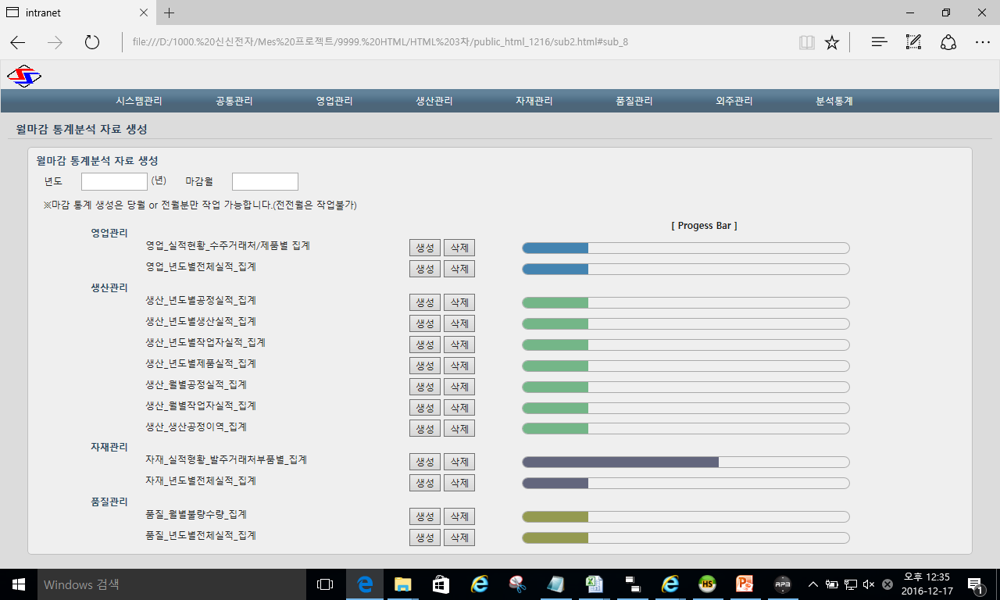 intranet
file:///D:/1000.%20신신전자/Mes%20프로젝트/9999.%20HTML/HTML%203차/public_html_1216/sub2.html#sub_8
시스템관리 공통관리 영업관리 생산관리 자재관리 품질관리 외주관리 분석통계
월마감 통계분석 자료 생성
월마감 통계분석 자료 생성
년도 (년) 마감월
※마감 통계 생성은 당월 or 전월분만 작업 가능합니다.(전전월은 작업불가)
[ Progess Bar ]
영업관리
영업_실적현황_수주거래처/제품별 집계 생성 삭제
영업_년도별전체실적_집계 생성 삭제
생산관리
생산_년도별공정실적_집계 생성 삭제
생산_년도별생산실적_집계 생성 삭제
생산_년도별작업자실적_집계 생성 삭제
생산_년도별제품실적_집계 생성 삭제
생산_월별공정실적_집계 생성 삭제
생산_월별작업자실적_집계 생성 삭제
생산_생산공정이역_집계 생성 삭제
자재관리
자재_실적형황_발주거래처부품별_집계 생성 삭제
자재_년도별전체실적_집계 생성 삭제
품질관리
품질_월별불량수량_집계 생성 삭제
품질_년도별전체실적_집계 생성 삭제
Windows 검색
HS
APM
오후 12:35
2016-12-17
1